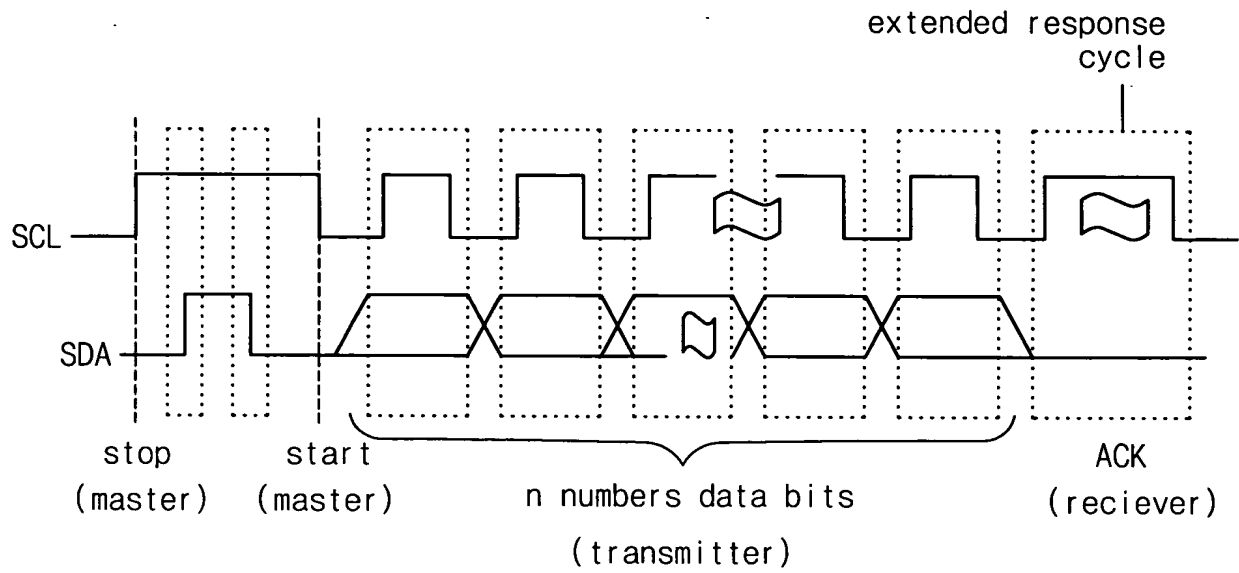 extended response
cycle
SCL
SDA
stop
(master)
start
(master)
n numbers data bits
(transmitter)
ACK
(reciever)